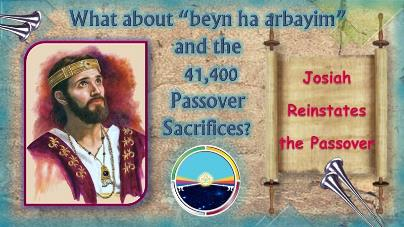 What about “beyn ha arbayim”
and the
41,400
Passover
Sacrifices?
Josiah
Reinstates
the Passover